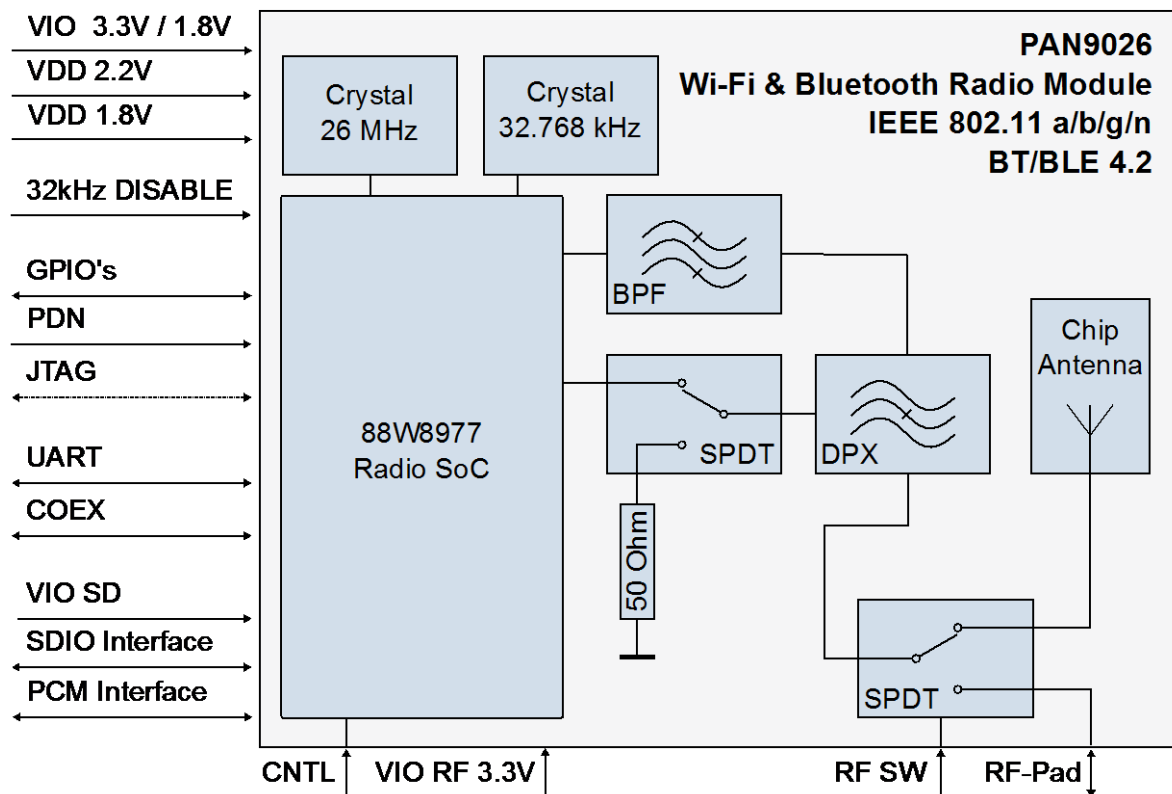 VIO 3.3V / 1.8V
VDD 2.2V
VDD 1.8V
32kHz DISABLE
GPIO's
PDN
JTAG
UART
COEX
VIO SD
SDIO Interface
PCM Interface
PAN9026
Wi-Fi & Bluetooth Radio Module
IEEE 802.11 a/b/g/n
BT/BLE 4.2
Crystal
26 MHz
Crystal
32.768 kHz
BPF
Chip
Antenna
88W8977
Radio SoC
SPDT
DPX
50 Ohm
SPDT
CNTL
VIO RF 3.3V
RF SW
RF-Pad